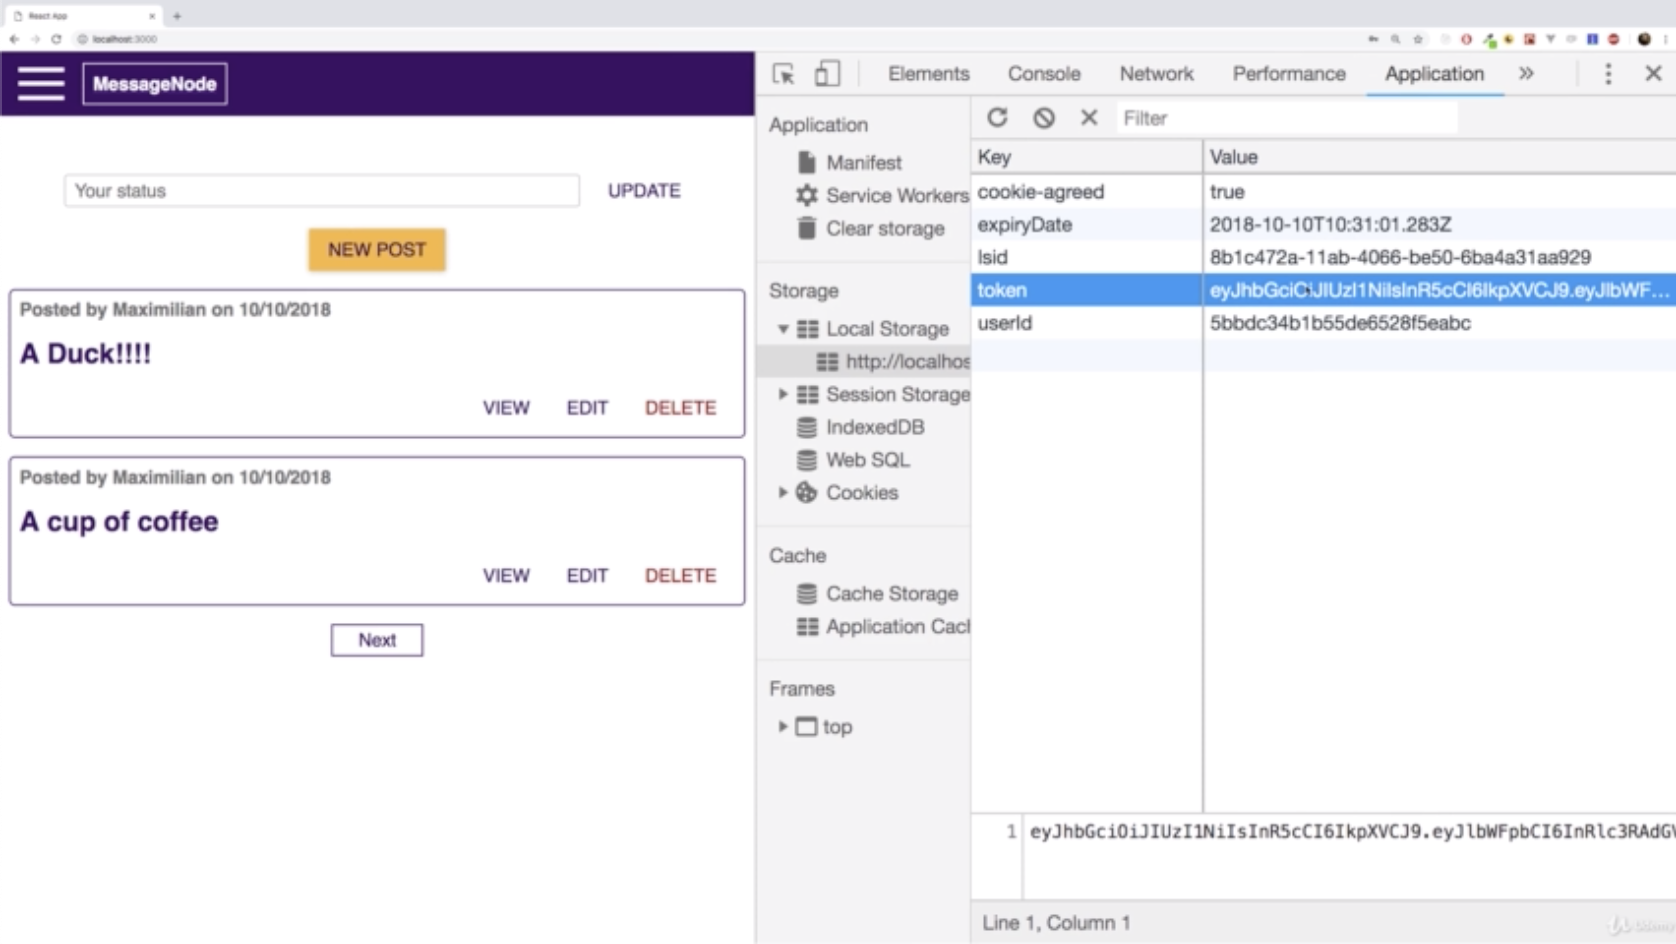 React App
localhost:3000
MessageNode
Your status
UPDATE
NEW POST
Posted by Maximilian on 10/10/2018
A Duck!!!!
VIEW EDIT DELETE
Posted by Maximilian on 10/10/2018
A cup of coffee
VIEW EDIT DELETE
Next
Elements Console Network Performance Application »
Application
Manifest
Service Workers
Clear storage
Storage
Local Storage
http://localhos
Session Storage
IndexedDB
Web SQL
Cookies
Cache
Cache Storage
Application Cacl
Frames
top
Filter
Key Value
cookie-agreed true
expiryDate 2018-10-10T10:31:01.283Z
lsid 8b1c472a-11ab-4066-be50-6ba4a31aa929
token eyJhbGciOiJIUzI1NiIsInR5cCI6IkpXVCJ9.eyJlbWF...
userId 5bbdc34b1b55de6528f5eabc
1 eyJhbGciOiJIUzI1NiIsInR5cCI6IkpXVCJ9.eyJlbWFpbCI6InRlc3RAdGV
Line 1, Column 1
Udemy